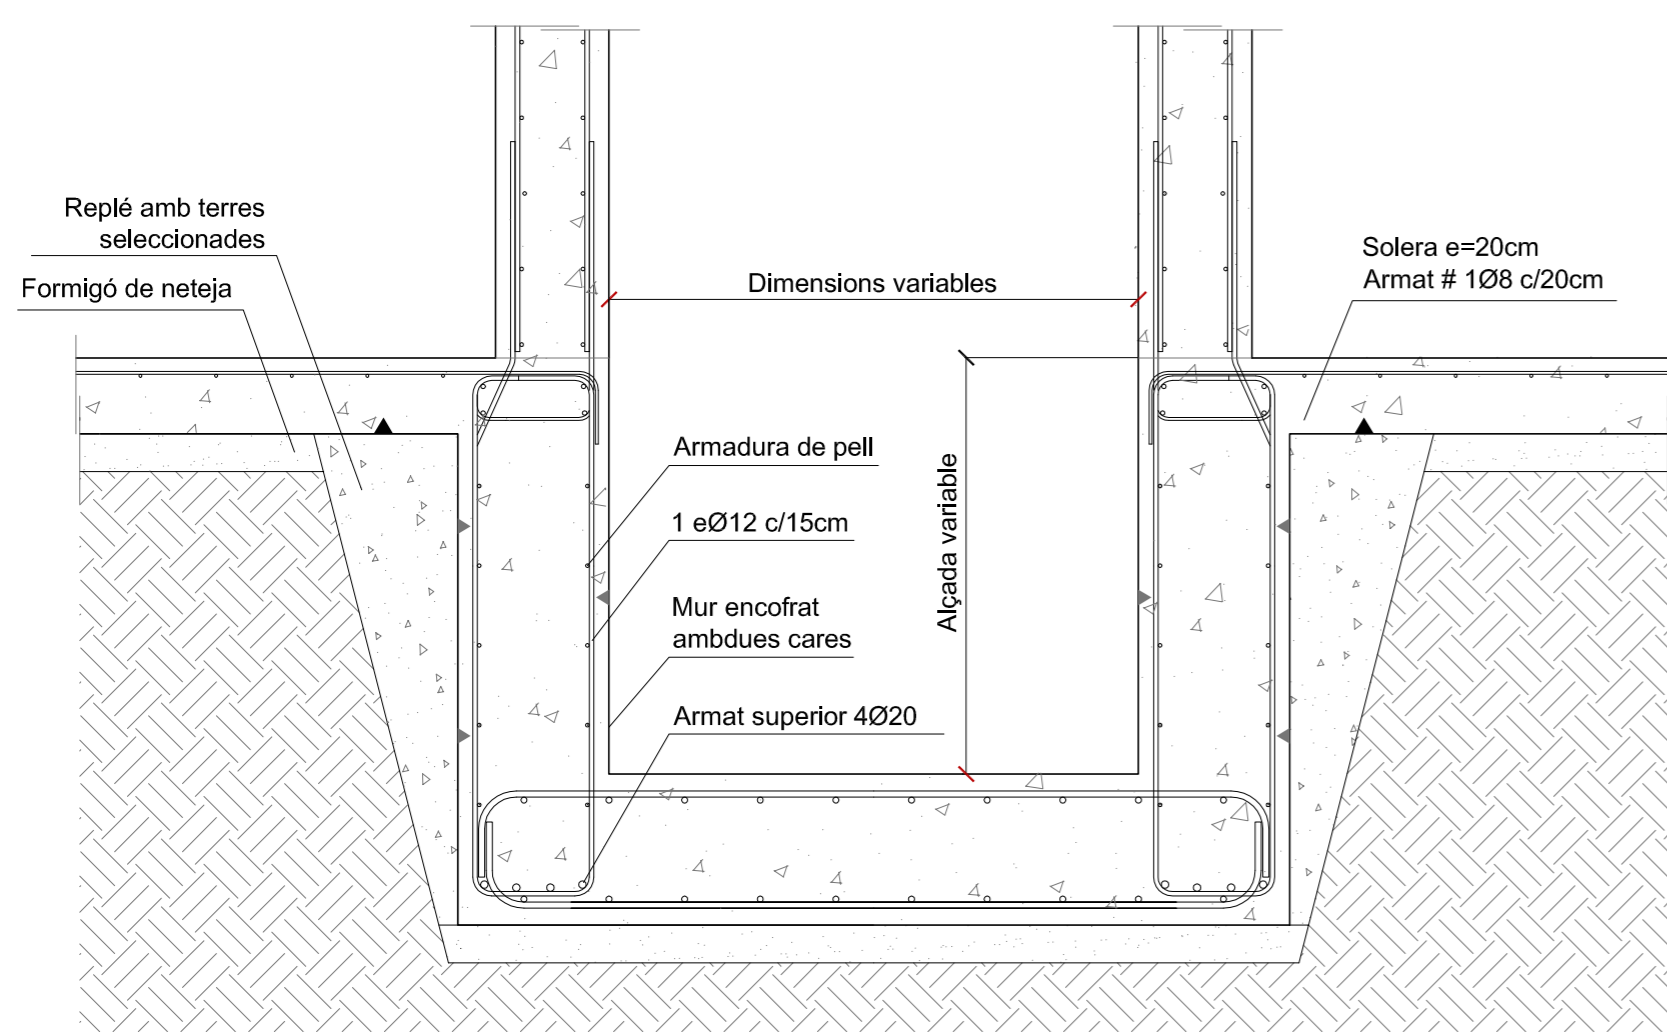 Replé amb terres
seleccionades
Formigó de neteja
Dimensions variables
Solera e=20cm
Armat # 1Ø8 c/20cm
Armadura de pell
1 eØ12 c/15cm
Mur encofrat
ambdues cares
Armat superior 4Ø20
Alçada variable